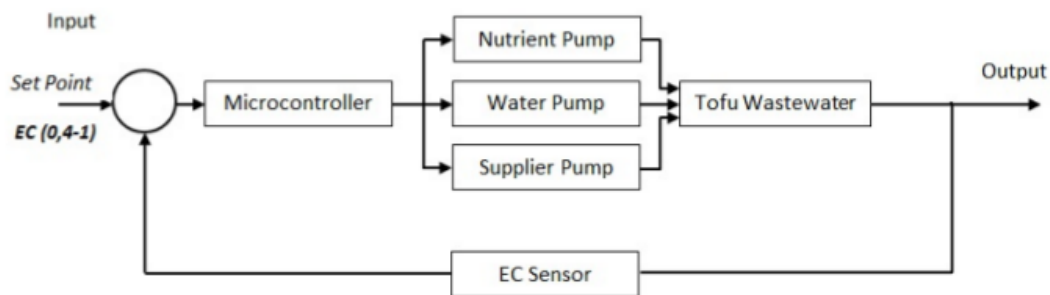 Input
Set Point
EC (0,4-1)
Microcontroller
Nutrient Pump
Water Pump
Supplier Pump
Tofu Wastewater
Output
EC Sensor